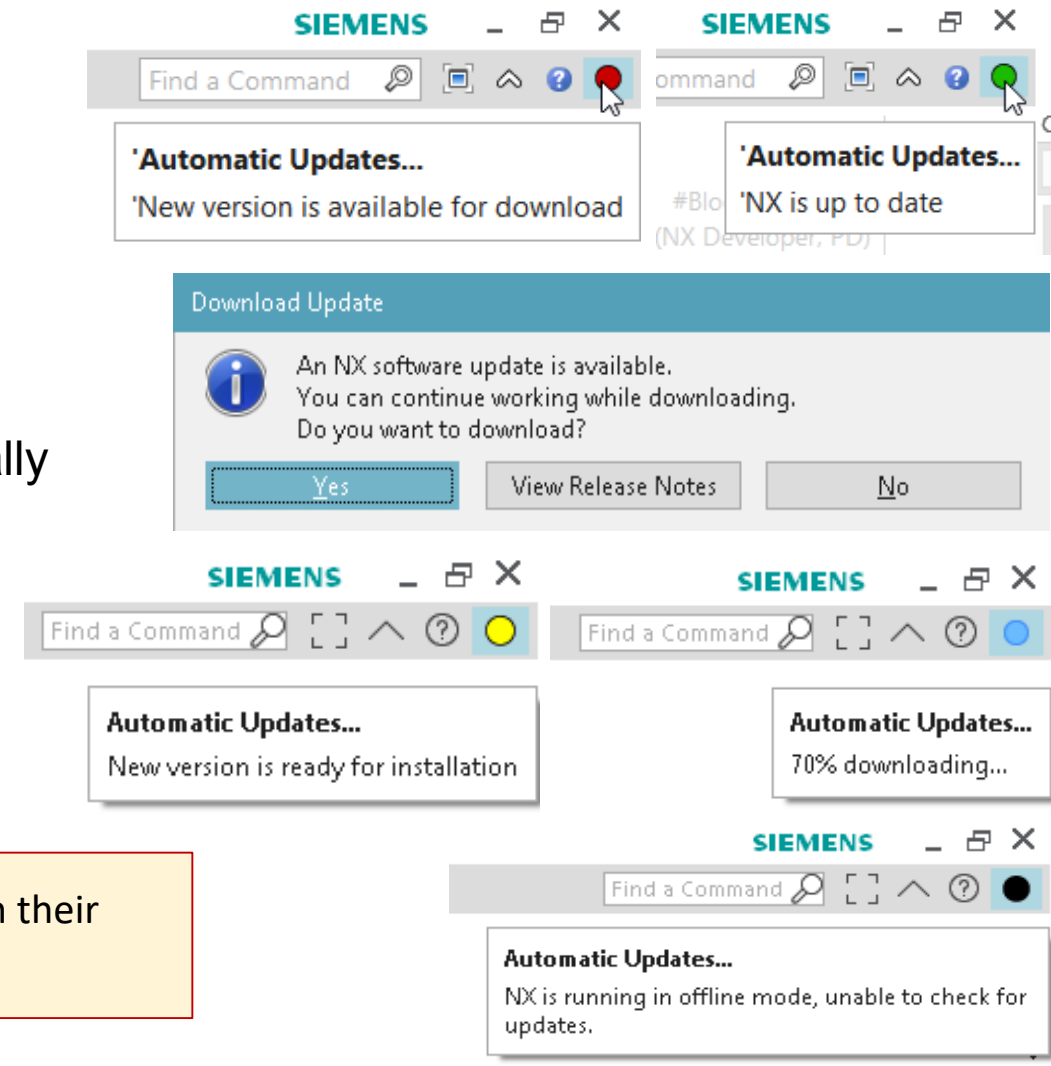 SIEMENS
SIEMENS
Find a Command
ommand
'Automatic Updates...
'New version is available for download
'Automatic Updates...
'NX is up to date
#Blo
(NX Developer, PD)
Download Update
An NX software update is available.
You can continue working while downloading.
Do you want to download?
ally
Yes
View Release Notes
No
SIEMENS
SIEMENS
Find a Command
Find a Command
Automatic Updates...
New version is ready for installation
Automatic Updates...
70% downloading...
SIEMENS
Find a Command
their
Automatic Updates...
NX is running in offline mode, unable to check for
updates.